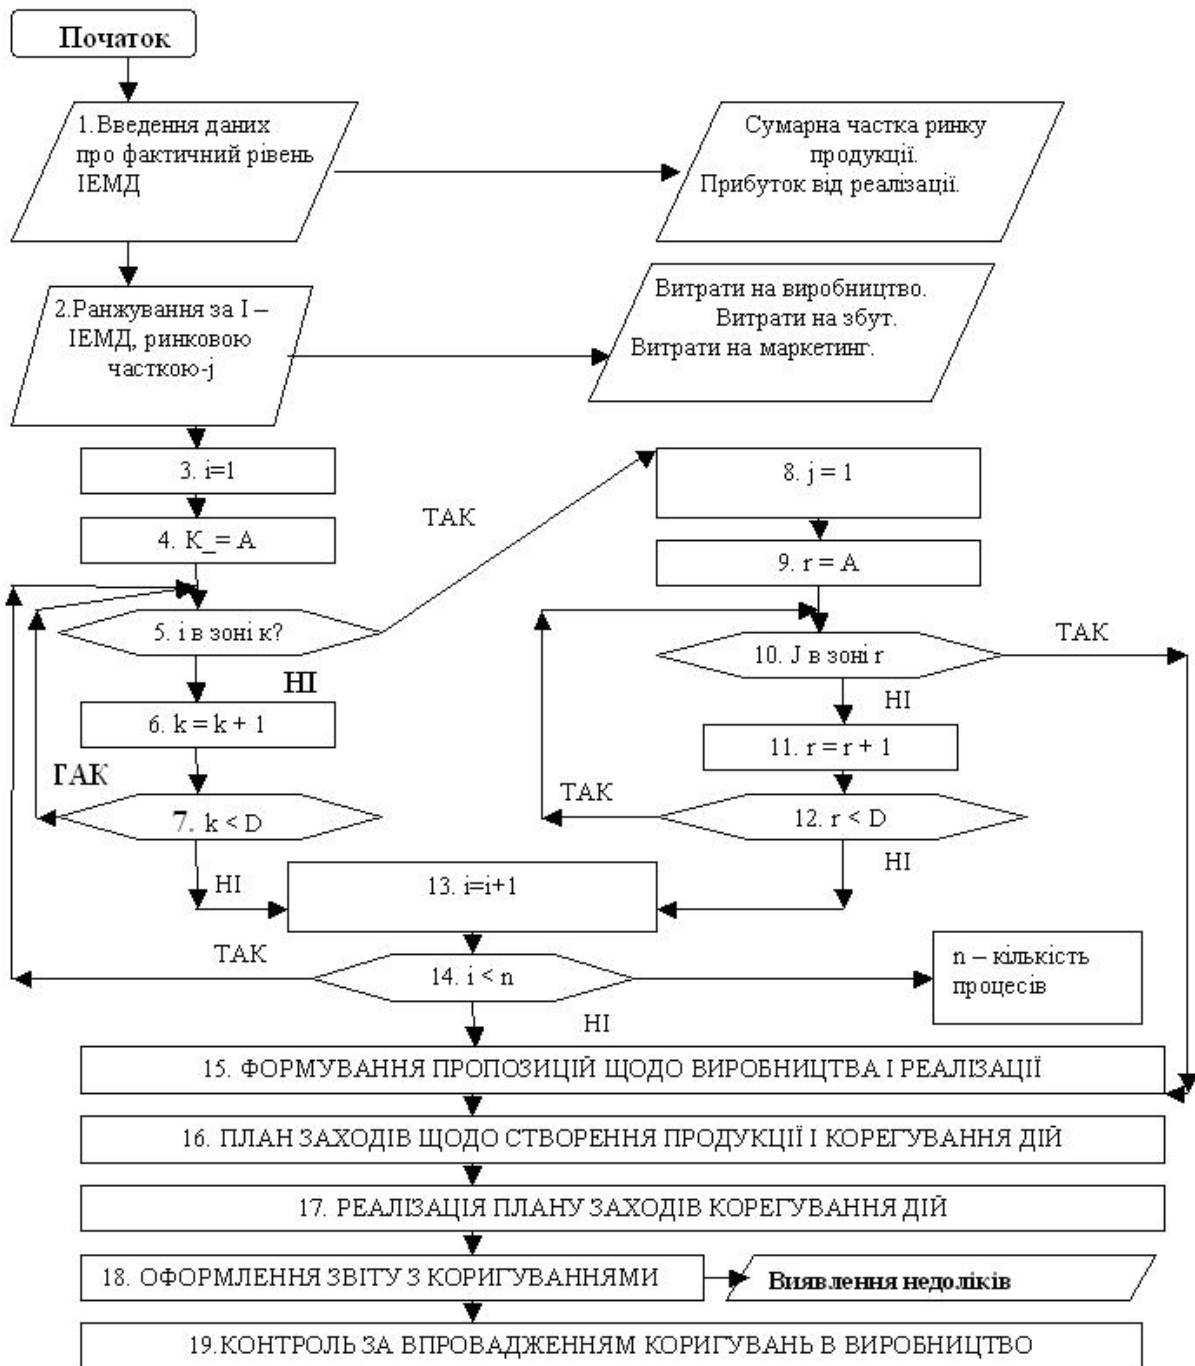 Початок
1.Введення даних
про фактичний рівень
ІЕМД
Сумарна частка ринку
продукції.
Прибуток від реалізації.
2.Ранжування за І –
ІЕМД, ринковою
часткою-j
Витрати на виробництво.
Витрати на збут.
Витрати на маркетинг.
3. i=1
4. К_= А
ТАК
5. і в зоні к?
НІ
6. k = k + 1
ГАК
7. k < D
НІ
8. j = 1
9. r = A
10. J в зоні r
ТАК
НІ
11. r = r + 1
ТАК
12. r < D
НІ
13. i=i+1
ТАК
14. i < n
НІ
n – кількість
процесів
15. ФОРМУВАННЯ ПРОПОЗИЦІЙ ЩОДО ВИРОБНИЦТВА І РЕАЛІЗАЦІЇ
16. ПЛАН ЗАХОДІВ ЩОДО СТВОРЕННЯ ПРОДУКЦІЇ І КОРЕГУВАННЯ ДІЙ
17. РЕАЛІЗАЦІЯ ПЛАНУ ЗАХОДІВ КОРЕГУВАННЯ ДІЙ
18. ОФОРМЛЕННЯ ЗВІТУ З КОРИГУВАННЯМИ
Виявлення недоліків
19.КОНТРОЛЬ ЗА ВПРОВАДЖЕННЯМ КОРИГУВАНЬ В ВИРОБНИЦТВО